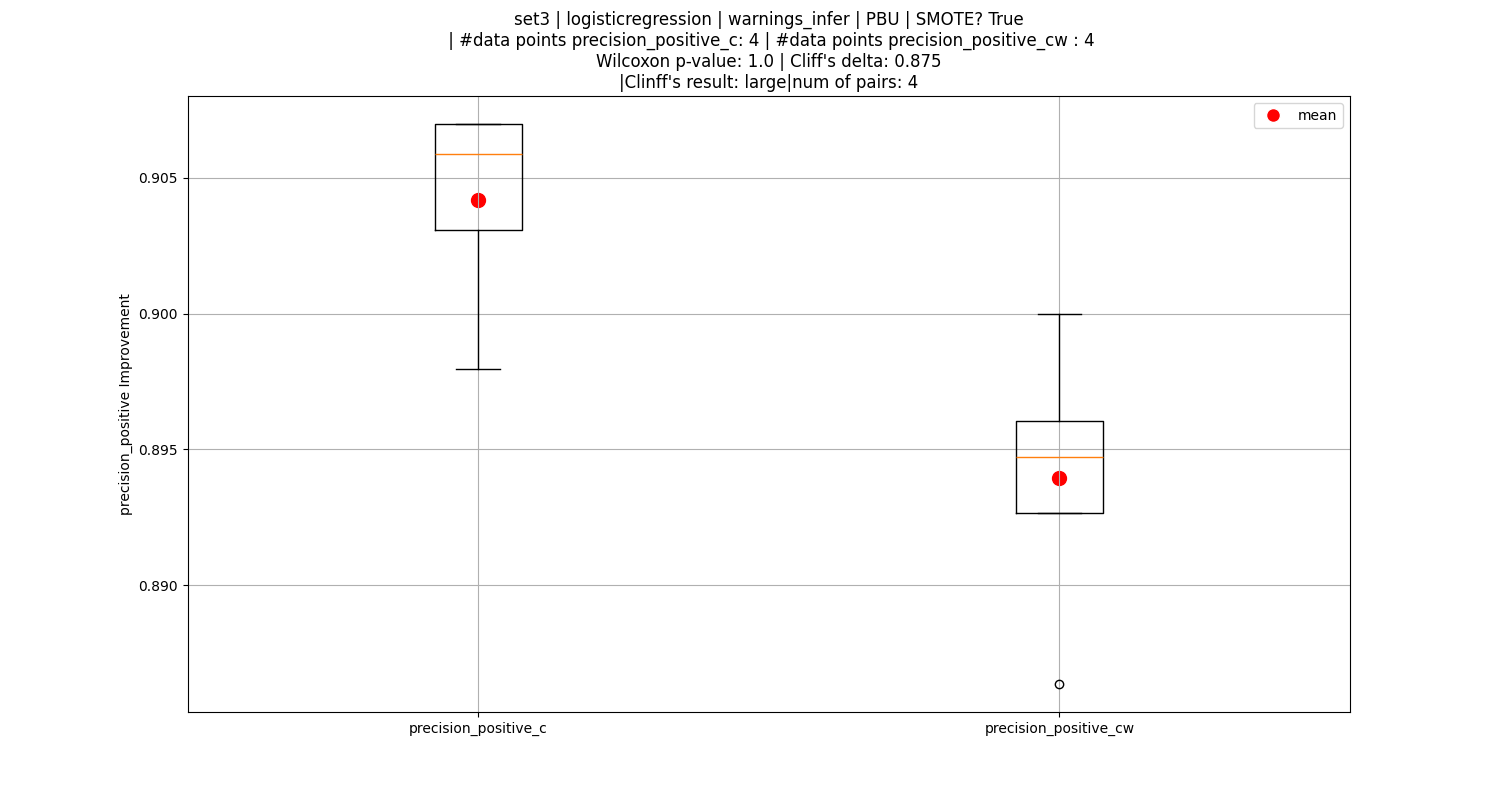 set3 | logisticregression | warnings_infer | PBU | SMOTE? True
| #data points precision_positive_c: 4 | #data points precision_positive_cw : 4
Wilcoxon p-value: 1.0 | Cliff's delta: 0.875
|Clinff's result: large|num of pairs: 4
mean
0.905
0.900
0.895
0.890
precision_positive Improvement
precision_positive_c
precision_positive_cw